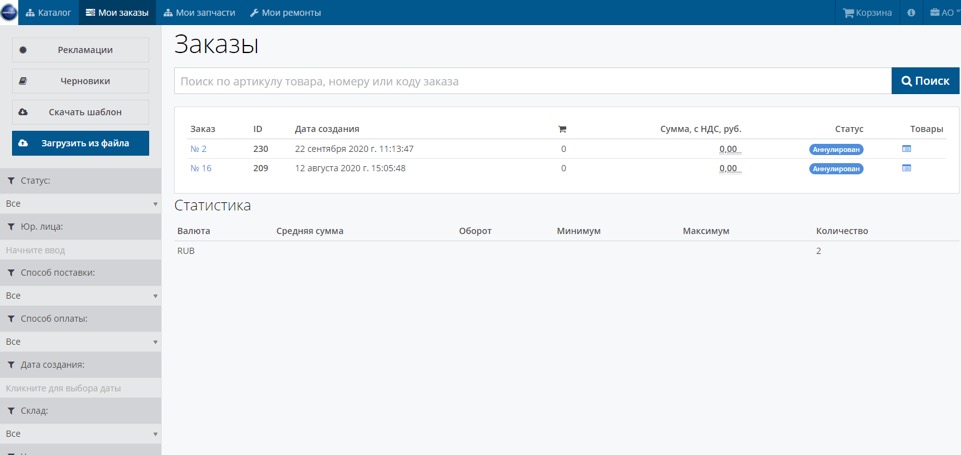 Каталог Мои заказы Мои запчасти Мои ремонты Корзина АО "
Рекламации
Черновики
Скачать шаблон
Загрузить из файла
Статус:
Все
Юр. лица:
Начните ввод
Способ поставки:
Все
Способ оплаты:
Все
Дата создания:
Кликните для выбора даты
Склад:
Все
Заказы
Поиск по артикулу товара, номеру или коду заказа Поиск
Заказ ID Дата создания Сумма, с НДС, руб. Статус Товары
№ 2 230 22 сентября 2020 г. 11:13:47 0 0,00 Аннулирован
№ 16 209 12 августа 2020 г. 15:05:48 0 0,00 Аннулирован
Статистика
Валюта Средняя сумма Оборот Минимум Максимум Количество
RUB 2